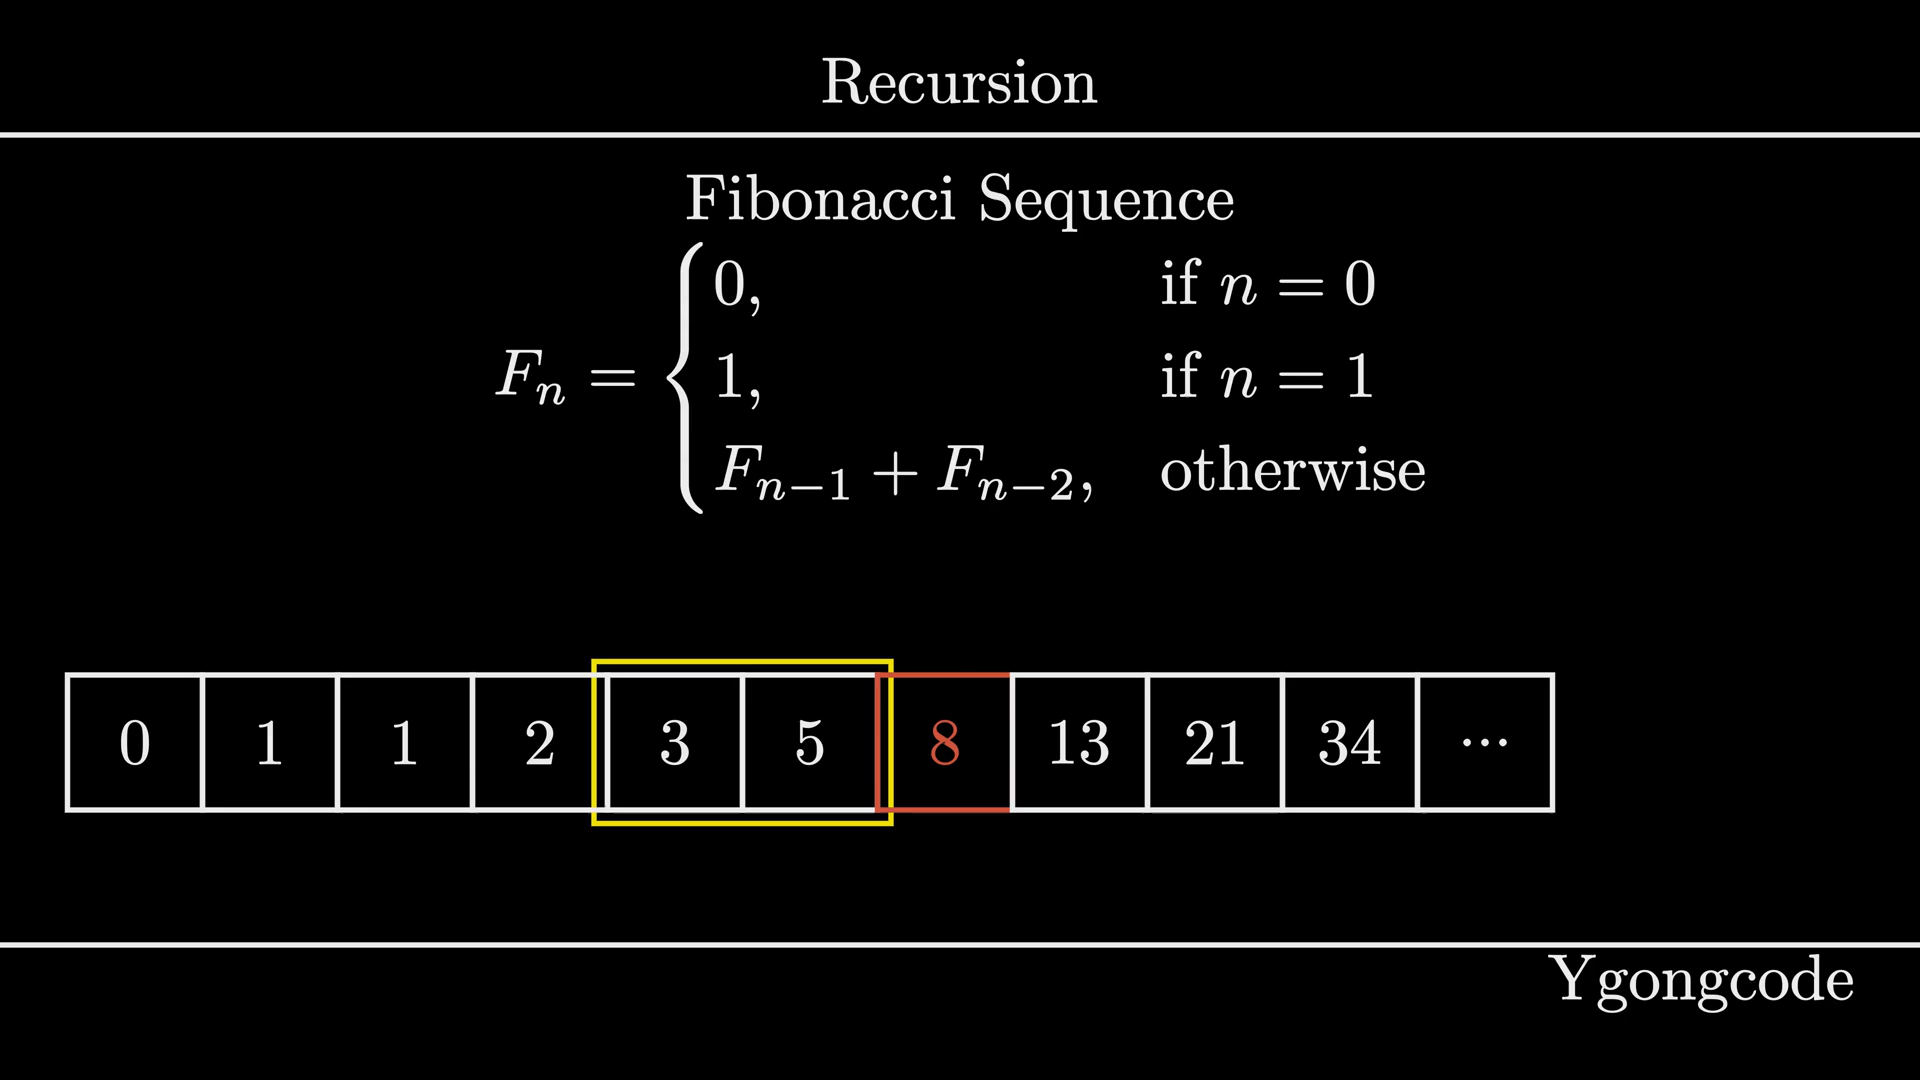 Recursion
Fibonacci Sequence
F_n = { 0, if n = 0
1, if n = 1
F_{n−1} + F_{n−2}, otherwise
0 1 1 2 3 5 8 13 21 34 ···
Ygongcode